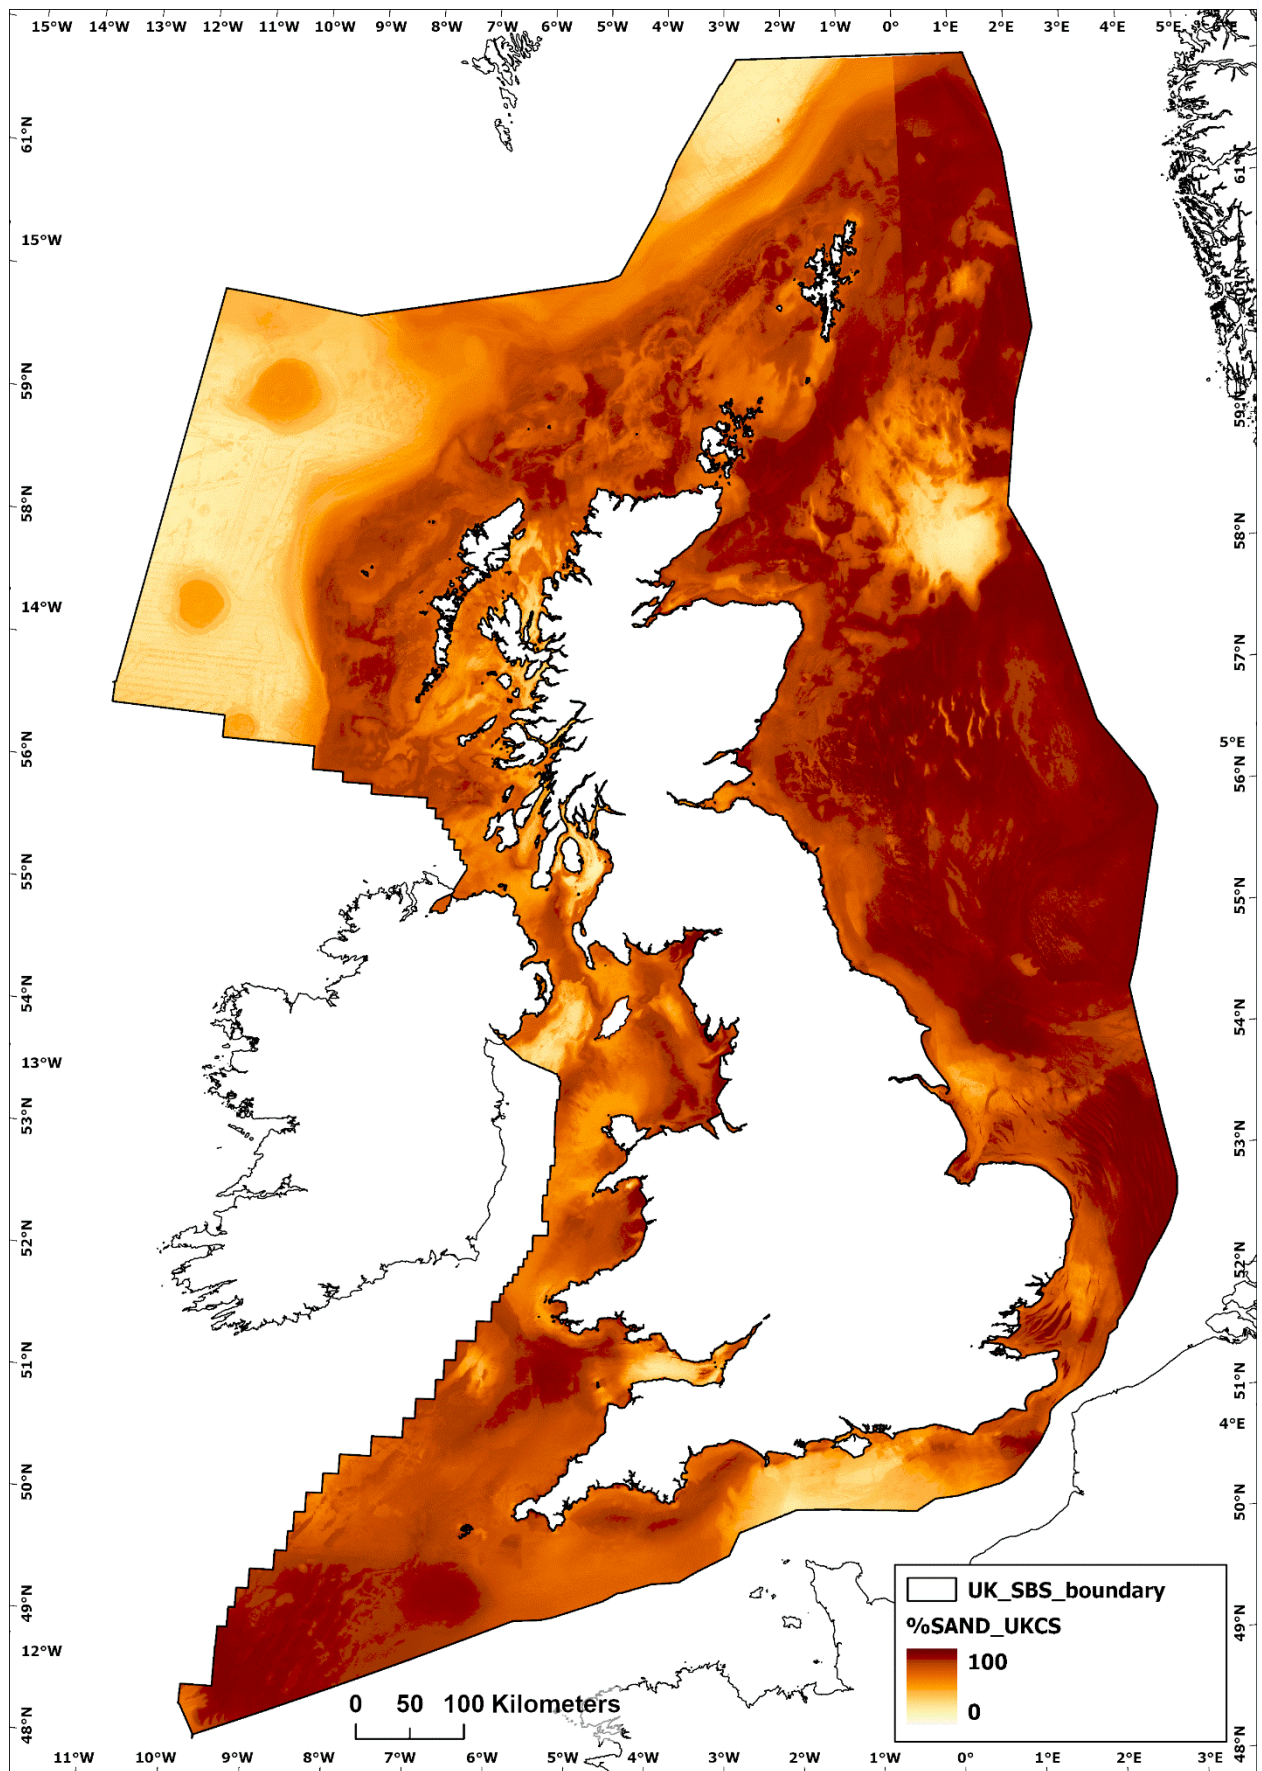 15°W 14°W 13°W 12°W 11°W 10°W 9°W 8°W 7°W 6°W 5°W 4°W 3°W 2°W 1°W 0° 1°E 2°E 3°E 4°E 5°E
61°N
61°N
15°W
59°N
59°N
58°N
58°N
14°W
57°N
56°N
5°E
56°N
55°N
55°N
54°N
54°N
13°W
53°N
53°N
52°N
52°N
51°N
51°N
4°E
50°N
50°N
UK_SBS_boundary
49°N
49°N
%SAND_UKCS
12°W
100
0
0 50 100 Kilometers
48°N
48°N
11°W 10°W 9°W 8°W 7°W 6°W 5°W 4°W 3°W 2°W 1°W 0° 1°E 2°E 3°E